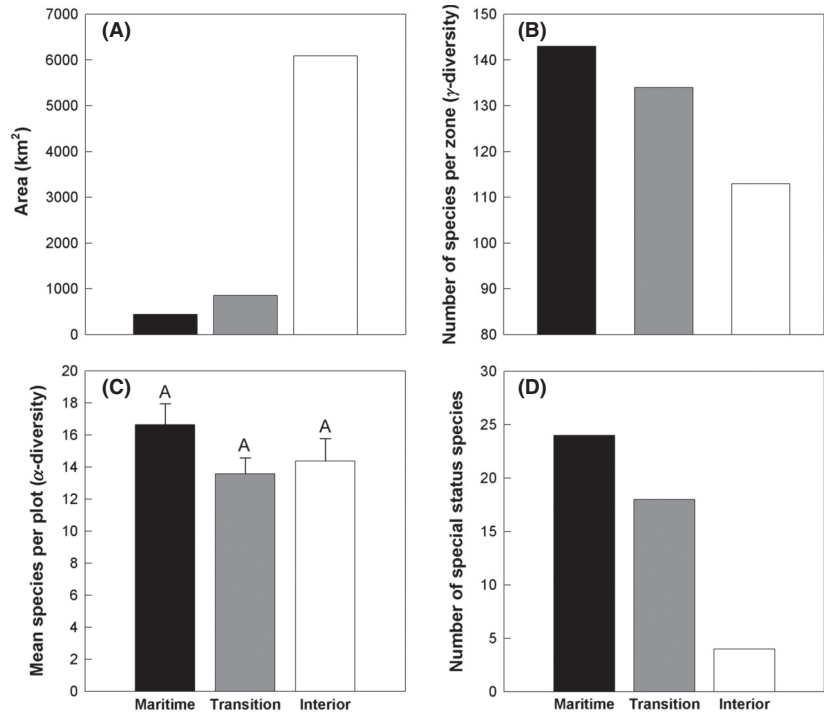 (A)
Area (km²)
7000
6000
5000
4000
3000
2000
1000
0
(B)
Number of species per zone (γ-diversity)
150
140
130
120
110
100
90
80
(C)
Mean species per plot (α-diversity)
20
18
16
14
12
10
8
6
4
2
0
A
A
A
Maritime Transition Interior
(D)
Number of special status species
30
25
20
15
10
5
0
Maritime Transition Interior